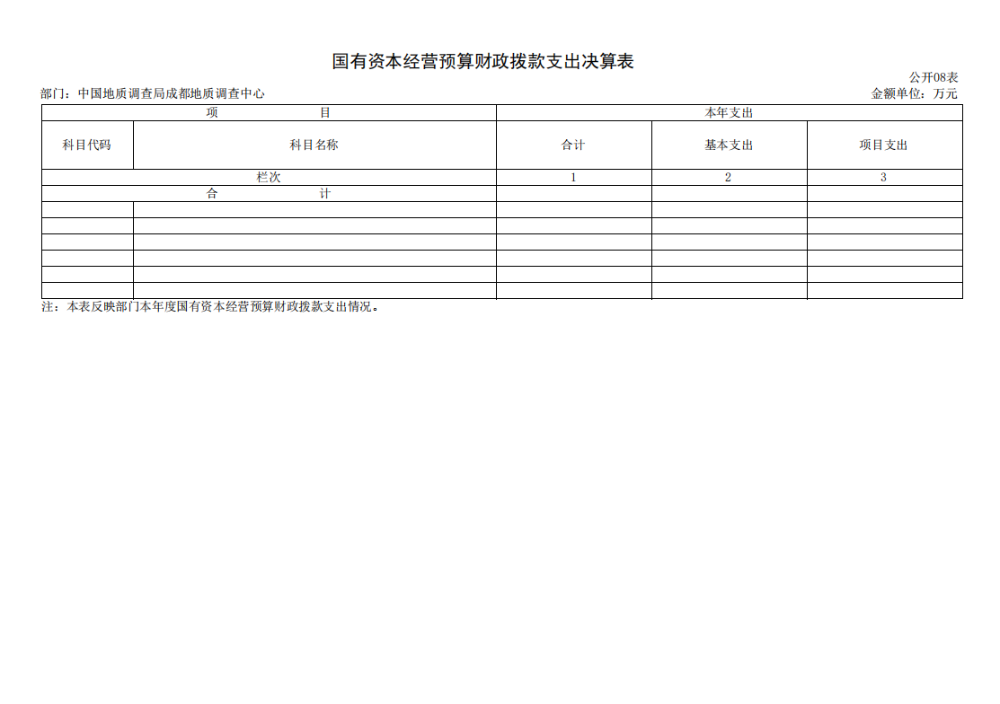 国有资本经营预算财政拨款支出决算表
公开08表
部门：中国地质调查局成都地质调查中心 金额单位：万元
项 目 本年支出
科目代码 科目名称 合计 基本支出 项目支出
栏次 1 2 3
合 计
注：本表反映部门本年度国有资本经营预算财政拨款支出情况。